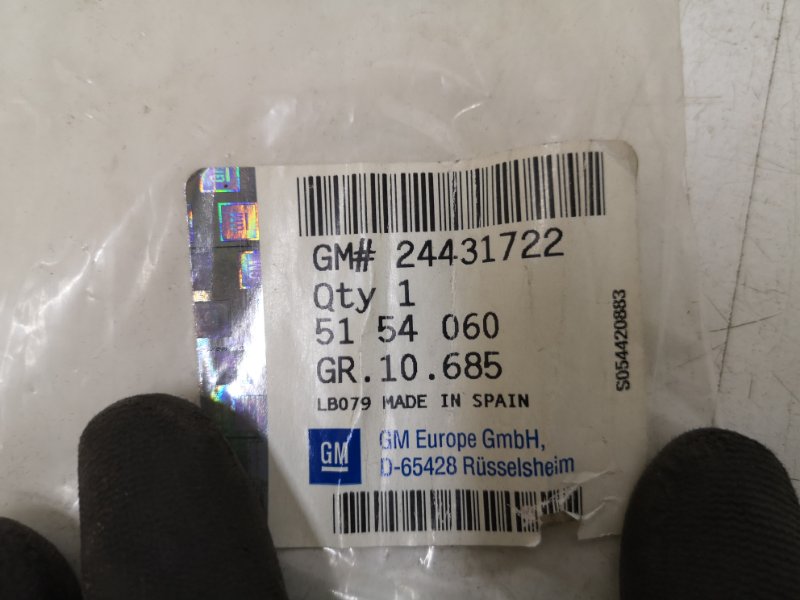 GM# 24431722
Qty 1
51 54 060
GR.10.685
LB079 MADE IN SPAIN
GM
GM Europe GmbH,
D-65428 Rüsselsheim
S054420883
GM